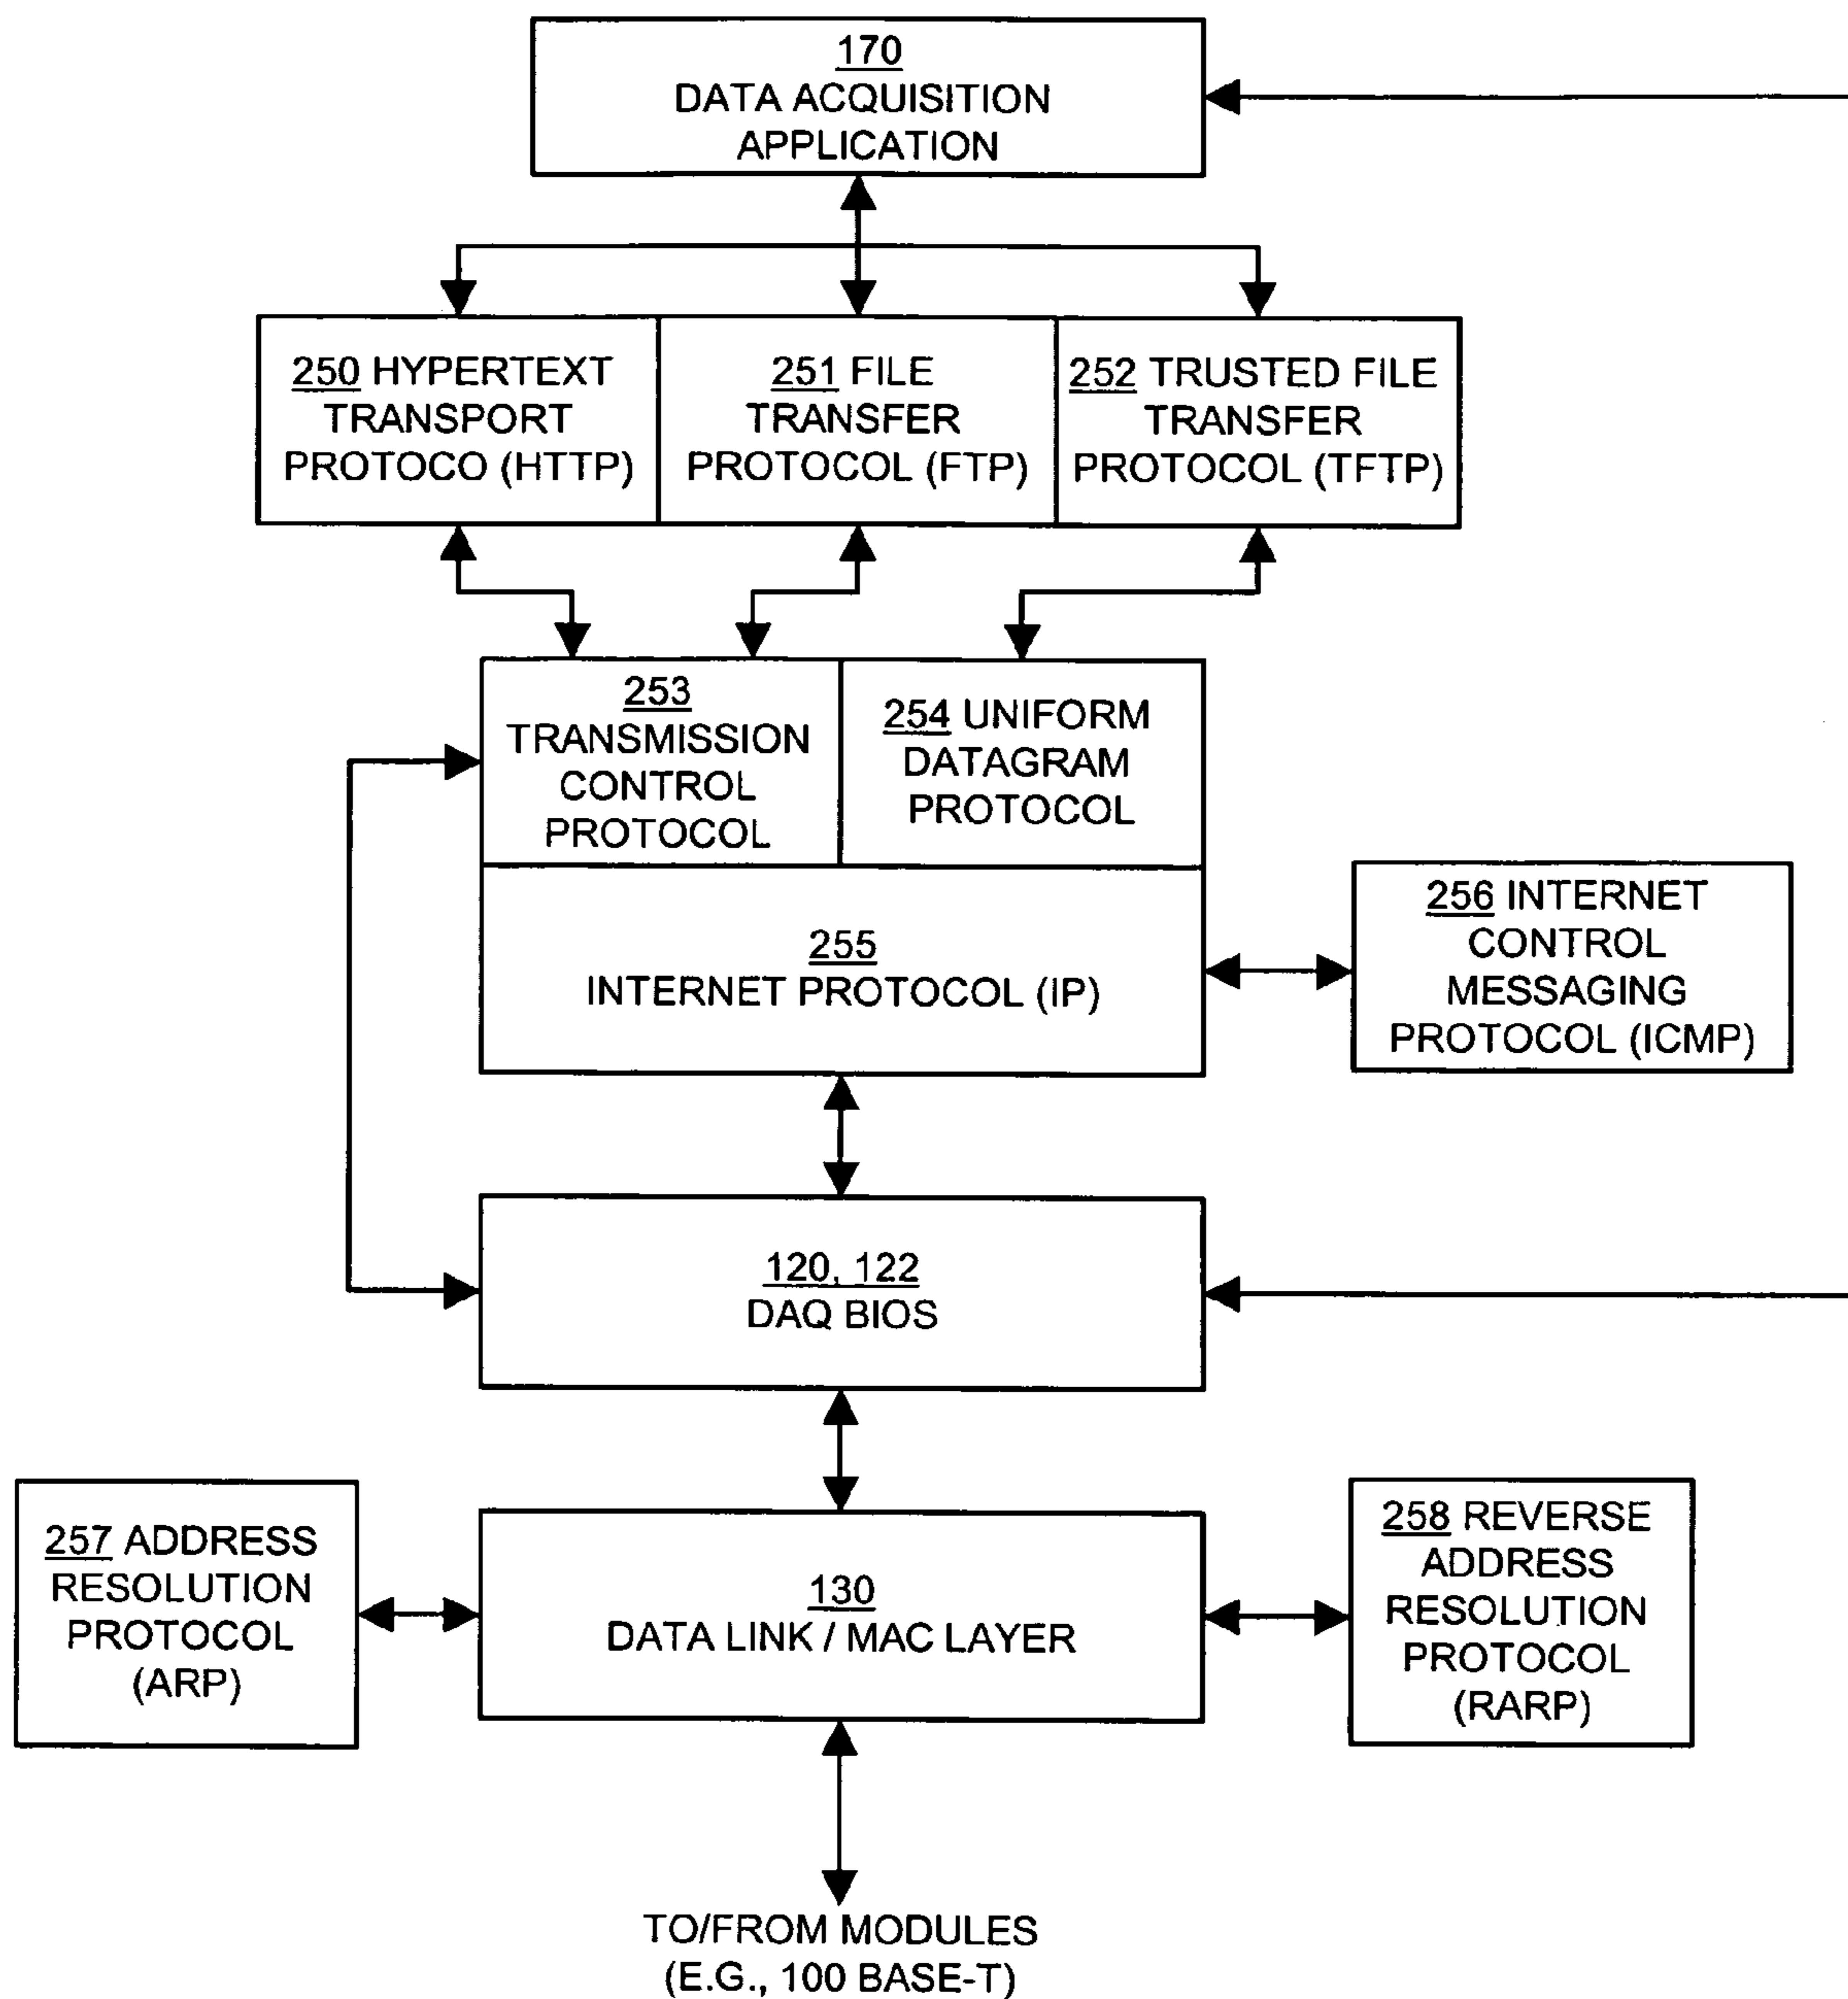 170
DATA ACQUISITION
APPLICATION
250 HYPERTEXT
TRANSPORT
PROTOCO (HTTP)
251 FILE
TRANSFER
PROTOCOL (FTP)
252 TRUSTED FILE
TRANSFER
PROTOCOL (TFTP)
253
TRANSMISSION
CONTROL
PROTOCOL
254 UNIFORM
DATAGRAM
PROTOCOL
255
INTERNET PROTOCOL (IP)
256 INTERNET
CONTROL
MESSAGING
PROTOCOL (ICMP)
120, 122
DAQ BIOS
257 ADDRESS
RESOLUTION
PROTOCOL
(ARP)
130
DATA LINK / MAC LAYER
258 REVERSE
ADDRESS
RESOLUTION
PROTOCOL
(RARP)
TO/FROM MODULES
(E.G., 100 BASE-T)